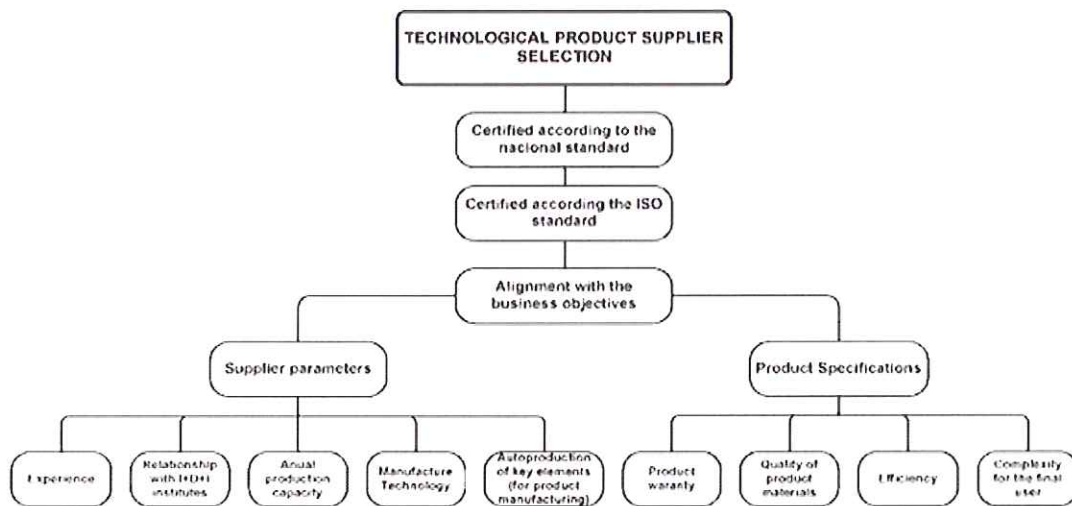 TECHNOLOGICAL PRODUCT SUPPLIER
SELECTION
Certified according to the
nacional standard
Certified according the ISO
standard
Alignment with the
business objectives
Supplier parameters
Product Specifications
Experience
Relationship
with I+D+I
institutes
Anual
production
capacity
Manufacture
Technology
Autoproduction
of key elements
(for product
manufacturing)
Product
waranty
Quality of
product
materials
Efficiency
Complexity
for the final
user